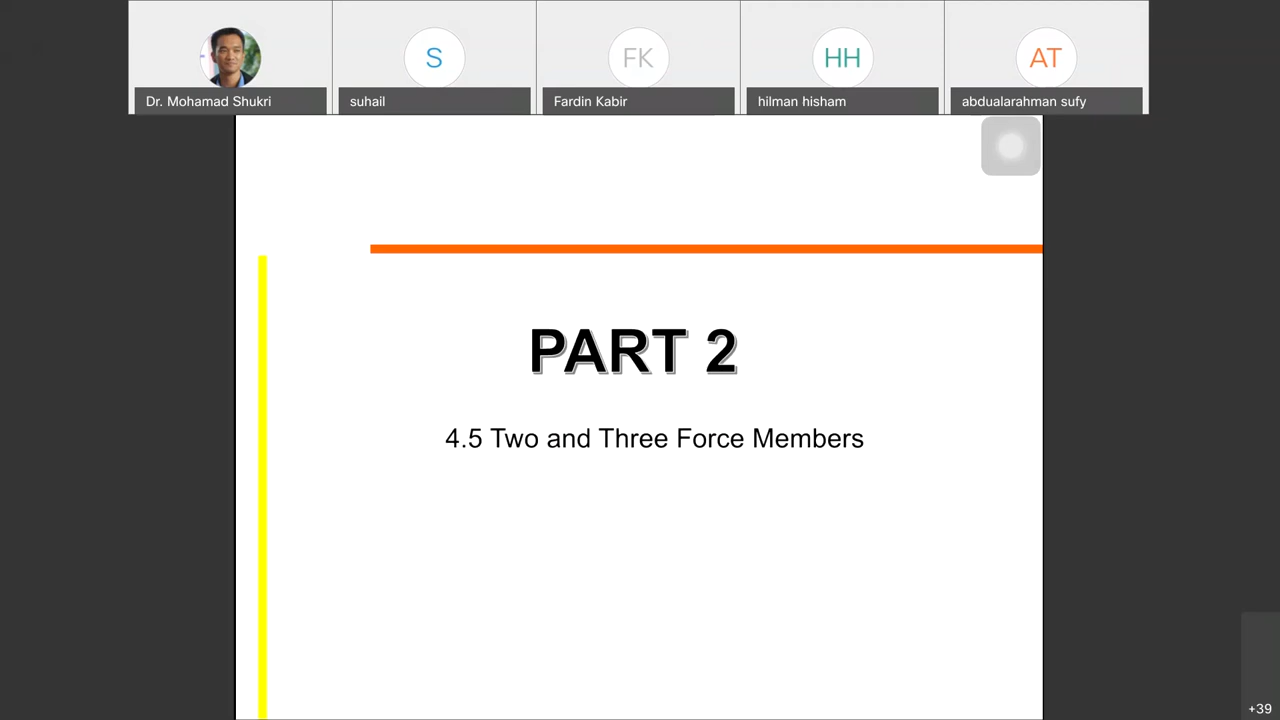 Dr. Mohamad Shukri
S
suhail
FK
Fardin Kabir
HH
hilman hisham
AT
abdualarahman sufy
PART 2
4.5 Two and Three Force Members
+39